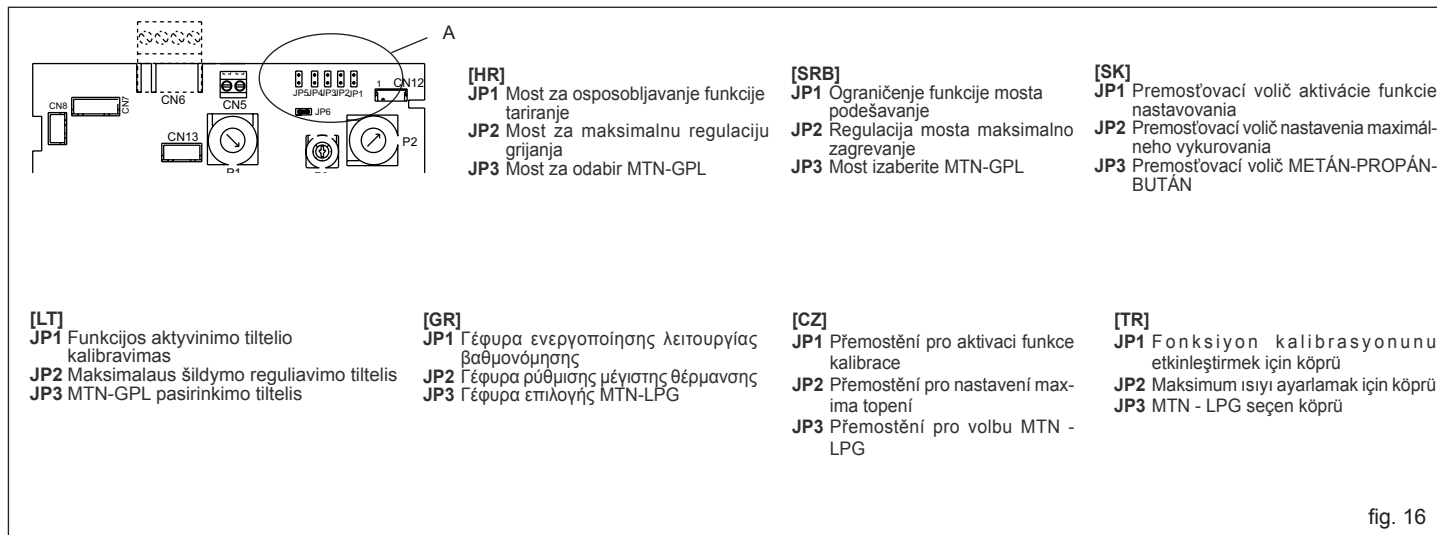 A
CN8
CN7
CN6
CN5
JP5
JP4
JP3
JP2
JP1
1
CN12
JP6
CN13
P2
[HR]
JP1 Most za osposobljavanje funkcije
tariranje
JP2 Most za maksimalnu regulaciju
grijanja
JP3 Most za odabir MTN-GPL
[SRB]
JP1 Ograničenje funkcije mosta
podešavanje
JP2 Regulacija mosta maksimalno
zagrevanje
JP3 Most izaberite MTN-GPL
[SK]
JP1 Premosťovací volič aktivácie funkcie
nastavovania
JP2 Premosťovací volič nastavenia maximál-
neho vykurovania
JP3 Premosťovací volič METÁN-PROPÁN-
BUTÁN
[LT]
JP1 Funkcijos aktyvinimo tiltelio
kalibravimas
JP2 Maksimalaus šildymo reguliavimo tiltelis
JP3 MTN-GPL pasirinkimo tiltelis
[GR]
JP1 Γέφυρα ενεργοποίησης λειτουργίας
βαθμονόμησης
JP2 Γέφυρα ρύθμισης μέγιστης θέρμανσης
JP3 Γέφυρα επιλογής MTN-LPG
[CZ]
JP1 Přemostění pro aktivaci funkce
kalibrace
JP2 Přemostění pro nastavení max-
ima topení
JP3 Přemostění pro volbu MTN -
LPG
[TR]
JP1 Fonksiyon kalibrasyonunu
etkinleştirmek için köprü
JP2 Maksimum ısıyı ayarlamak için köprü
JP3 MTN - LPG seçen köprü
fig. 16